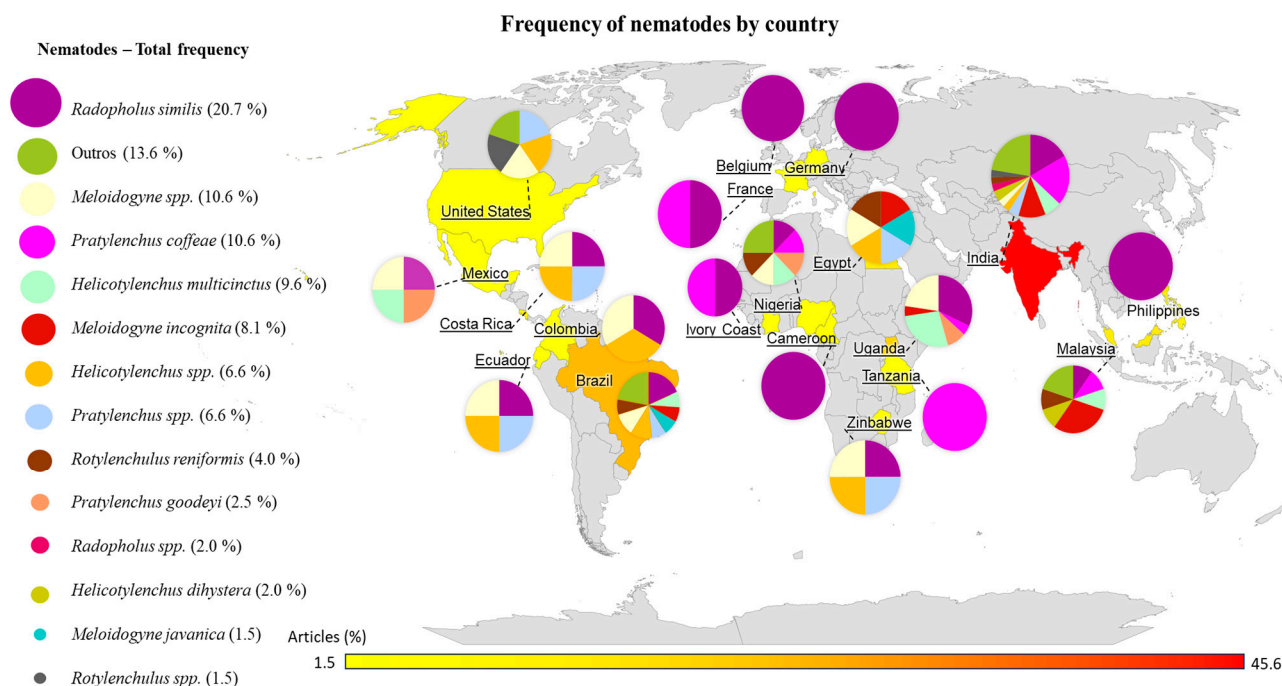 Frequency of nematodes by country
Nematodes – Total frequency
Radopholus similis (20.7 %)
Outros (13.6 %)
Meloidogyne spp. (10.6 %)
Pratylenchus coffeae (10.6 %)
Helicotylenchus multicinctus (9.6 %)
Meloidogyne incognita (8.1 %)
Helicotylenchus spp. (6.6 %)
Pratylenchus spp. (6.6 %)
Rotylenchulus reniformis (4.0 %)
Pratylenchus goodeyi (2.5 %)
Radopholus spp. (2.0 %)
Helicotylenchus dihystera (2.0 %)
Meloidogyne javanica (1.5)
Rotylenchulus spp. (1.5)
United States
Mexico
Costa Rica
Colombia
Ecuador
Brazil
Belgium
Germany
France
Egypt
Nigeria
Ivory Coast
Cameroon
Uganda
Tanzania
Zimbabwe
India
Philippines
Malaysia
Articles (%)
1.5
45.6